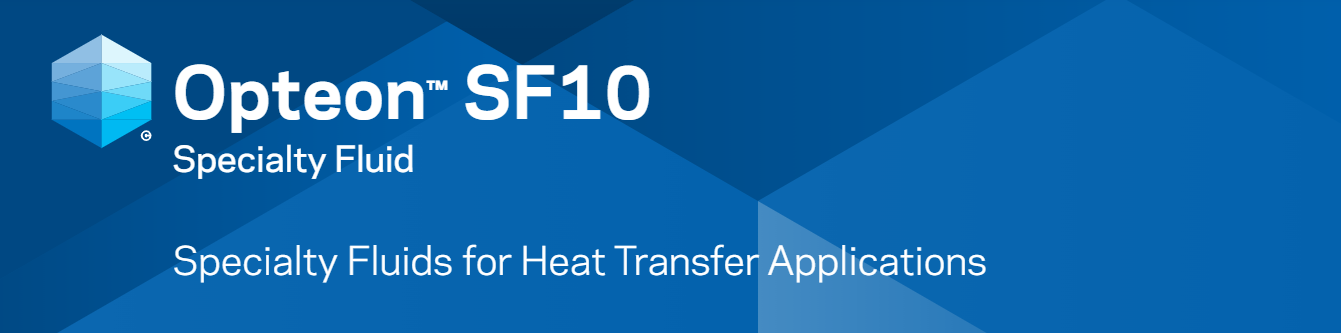 Opteon™ SF10
©
Specialty Fluid
Specialty Fluids for Heat Transfer Applications